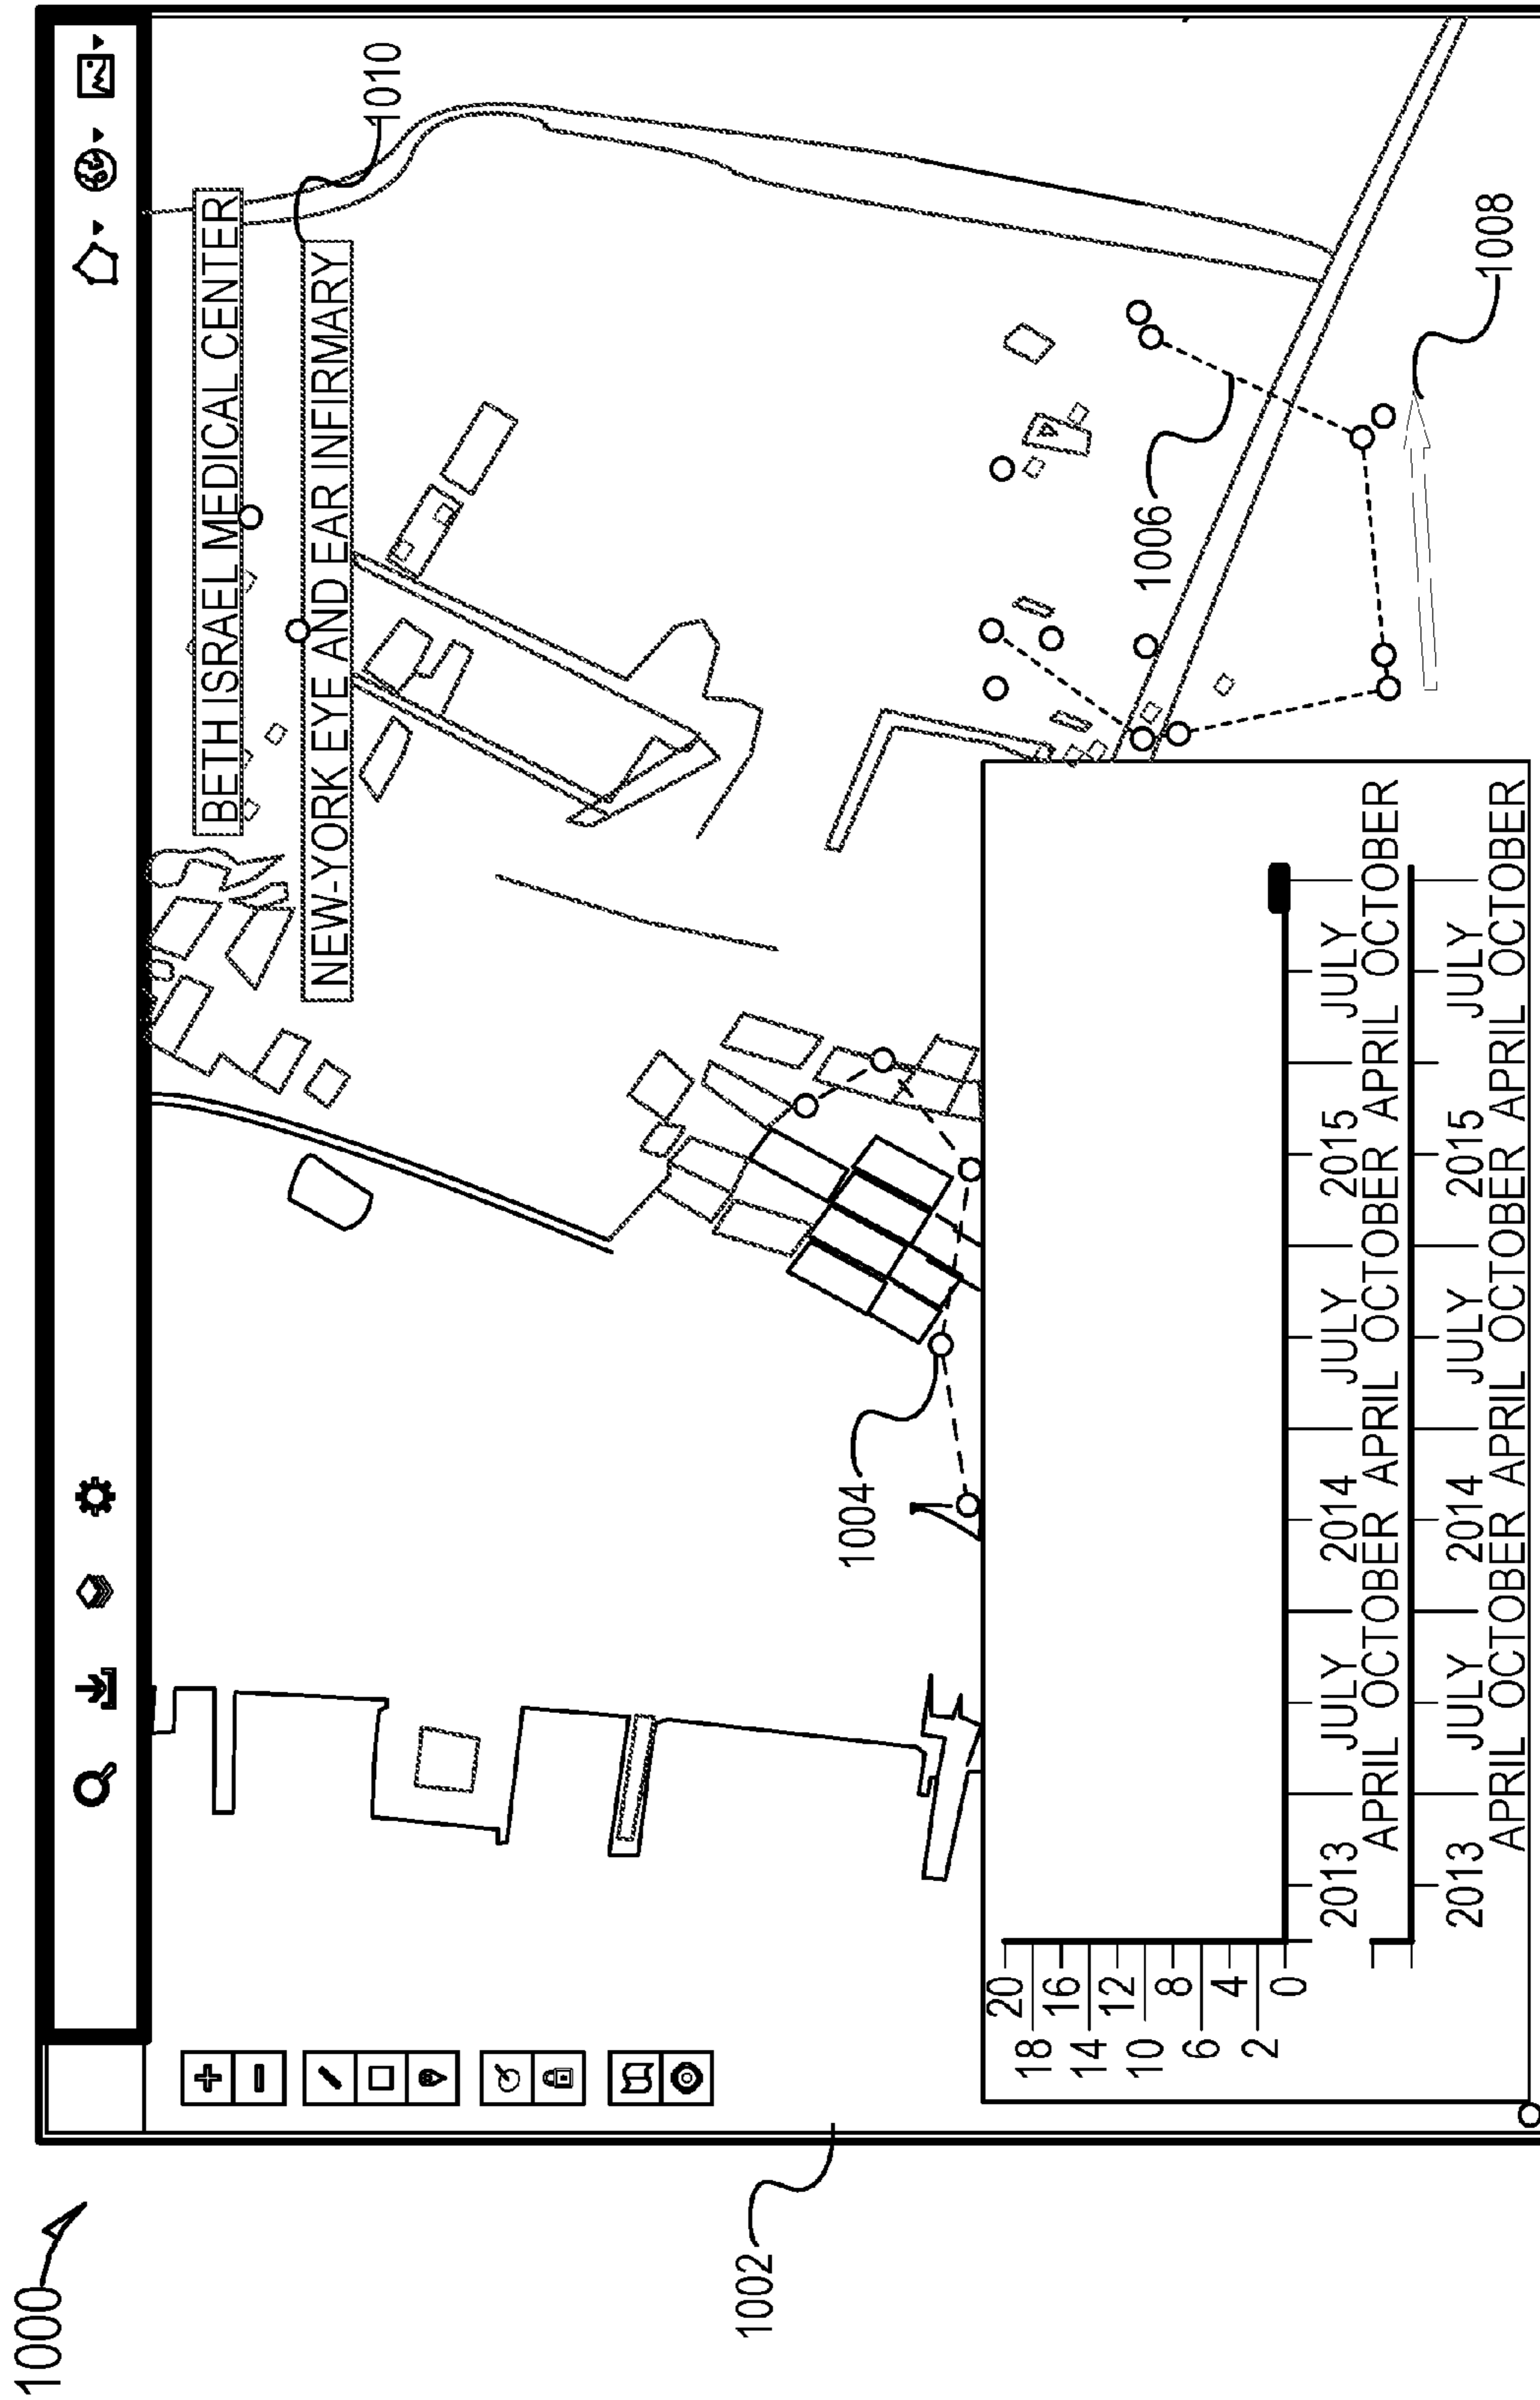 1000
1002
1010
BETH ISRAEL MEDICAL CENTER
NEW-YORK EYE AND EAR INFIRMARY
1004
1006
1008
20
18
16
14
12
10
8
6
4
2
0
2013 JULY 2014 JULY 2015 JULY
APRIL OCTOBER APRIL OCTOBER APRIL OCTOBER
2013 JULY 2014 JULY 2015 JULY
APRIL OCTOBER APRIL OCTOBER APRIL OCTOBER